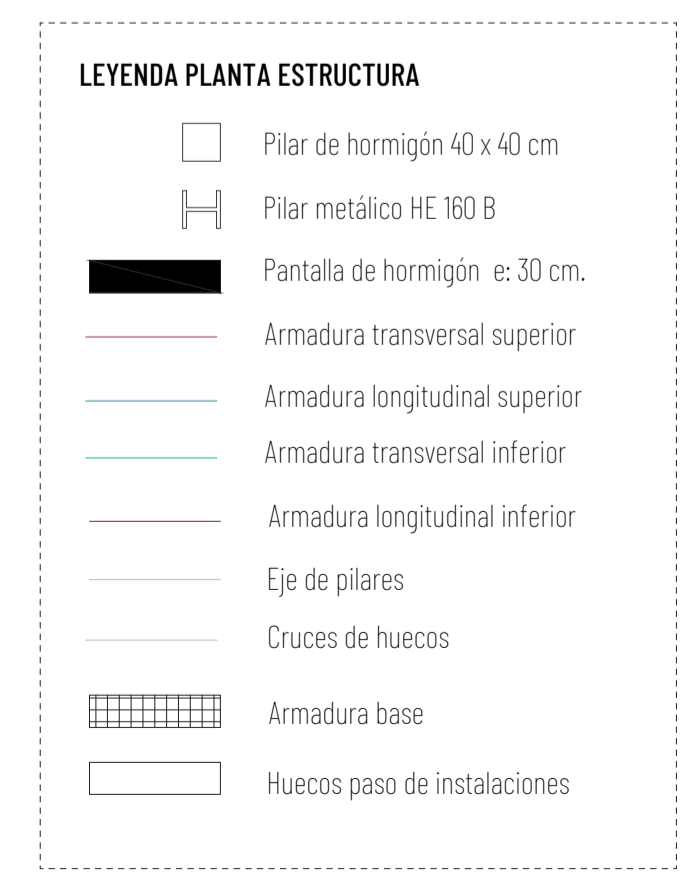 LEYENDA PLANTA ESTRUCTURA
Pilar de hormigón 40 x 40 cm
Pilar metálico HE 160 B
Pantalla de hormigón e: 30 cm.
Armadura transversal superior
Armadura longitudinal superior
Armadura transversal inferior
Armadura longitudinal inferior
Eje de pilares
Cruces de huecos
Armadura base
Huecos paso de instalaciones